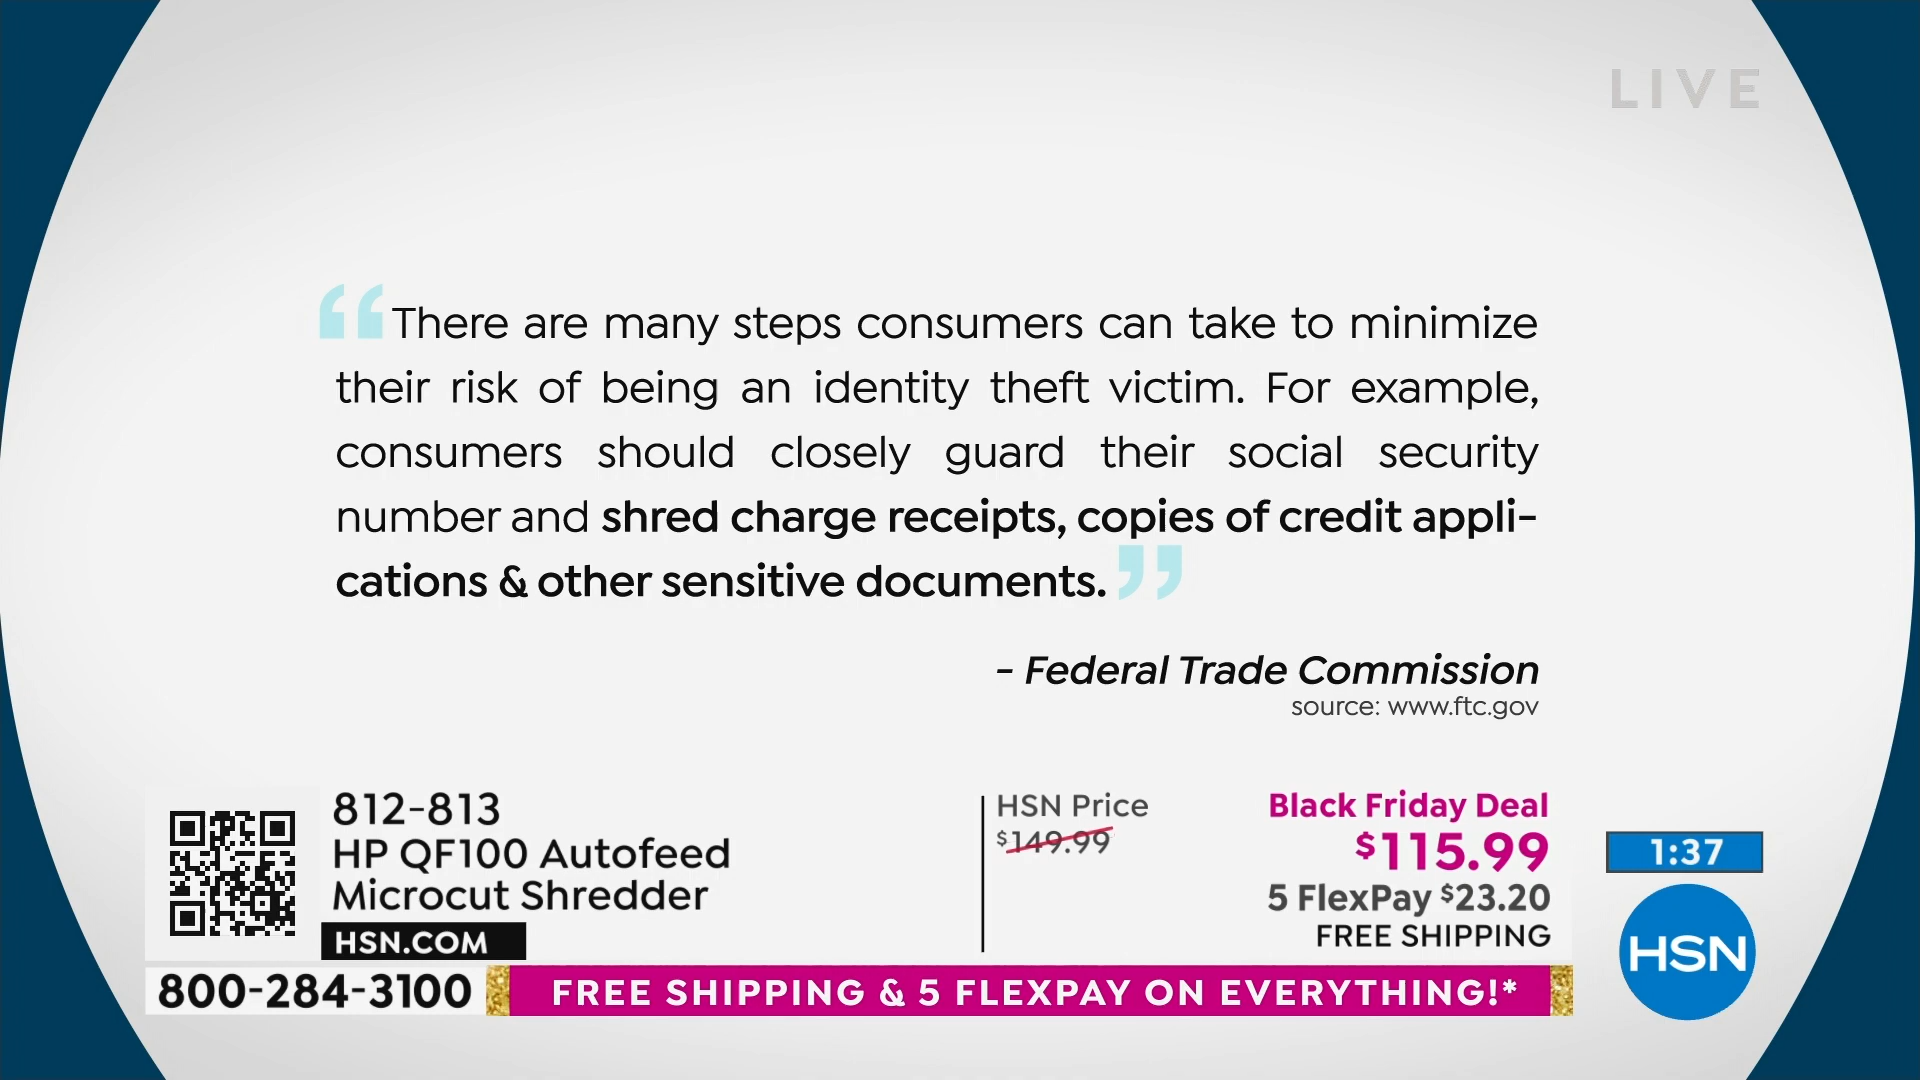 LIVE
“There are many steps consumers can take to minimize
their risk of being an identity theft victim. For example,
consumers should closely guard their social security
number and shred charge receipts, copies of credit appli-
cations & other sensitive documents.”
- Federal Trade Commission
source: www.ftc.gov
812-813
HP QF100 Autofeed
Microcut Shredder
HSN.COM
HSN Price
$149.99
Black Friday Deal
$115.99
5 FlexPay $23.20
FREE SHIPPING
1:37
HSN
800-284-3100
FREE SHIPPING & 5 FLEXPAY ON EVERYTHING!*